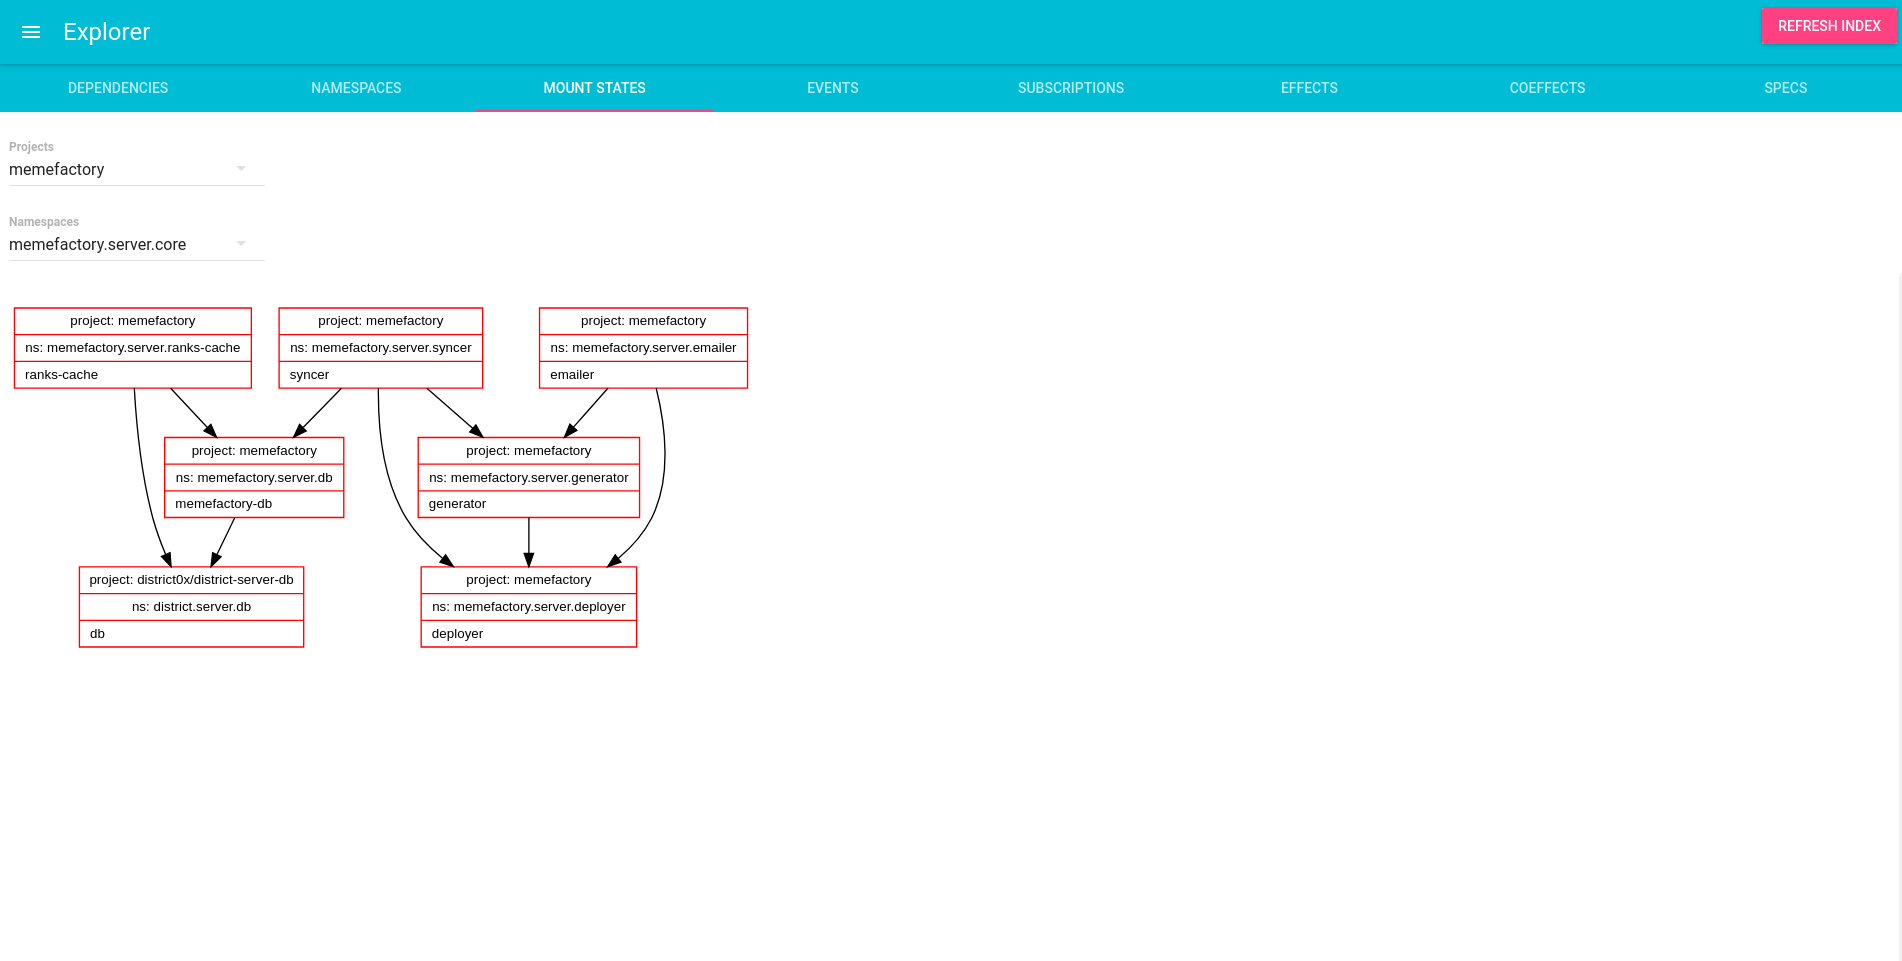 Explorer
REFRESH INDEX
DEPENDENCIES
NAMESPACES
MOUNT STATES
EVENTS
SUBSCRIPTIONS
EFFECTS
COEFFECTS
SPECS
Projects
memefactory
Namespaces
memefactory.server.core
project: memefactory
ns: memefactory.server.ranks-cache
ranks-cache
project: memefactory
ns: memefactory.server.syncer
syncer
project: memefactory
ns: memefactory.server.emailer
emailer
project: memefactory
ns: memefactory.server.db
memefactory-db
project: memefactory
ns: memefactory.server.generator
generator
project: district0x/district-server-db
ns: district.server.db
db
project: memefactory
ns: memefactory.server.deployer
deployer